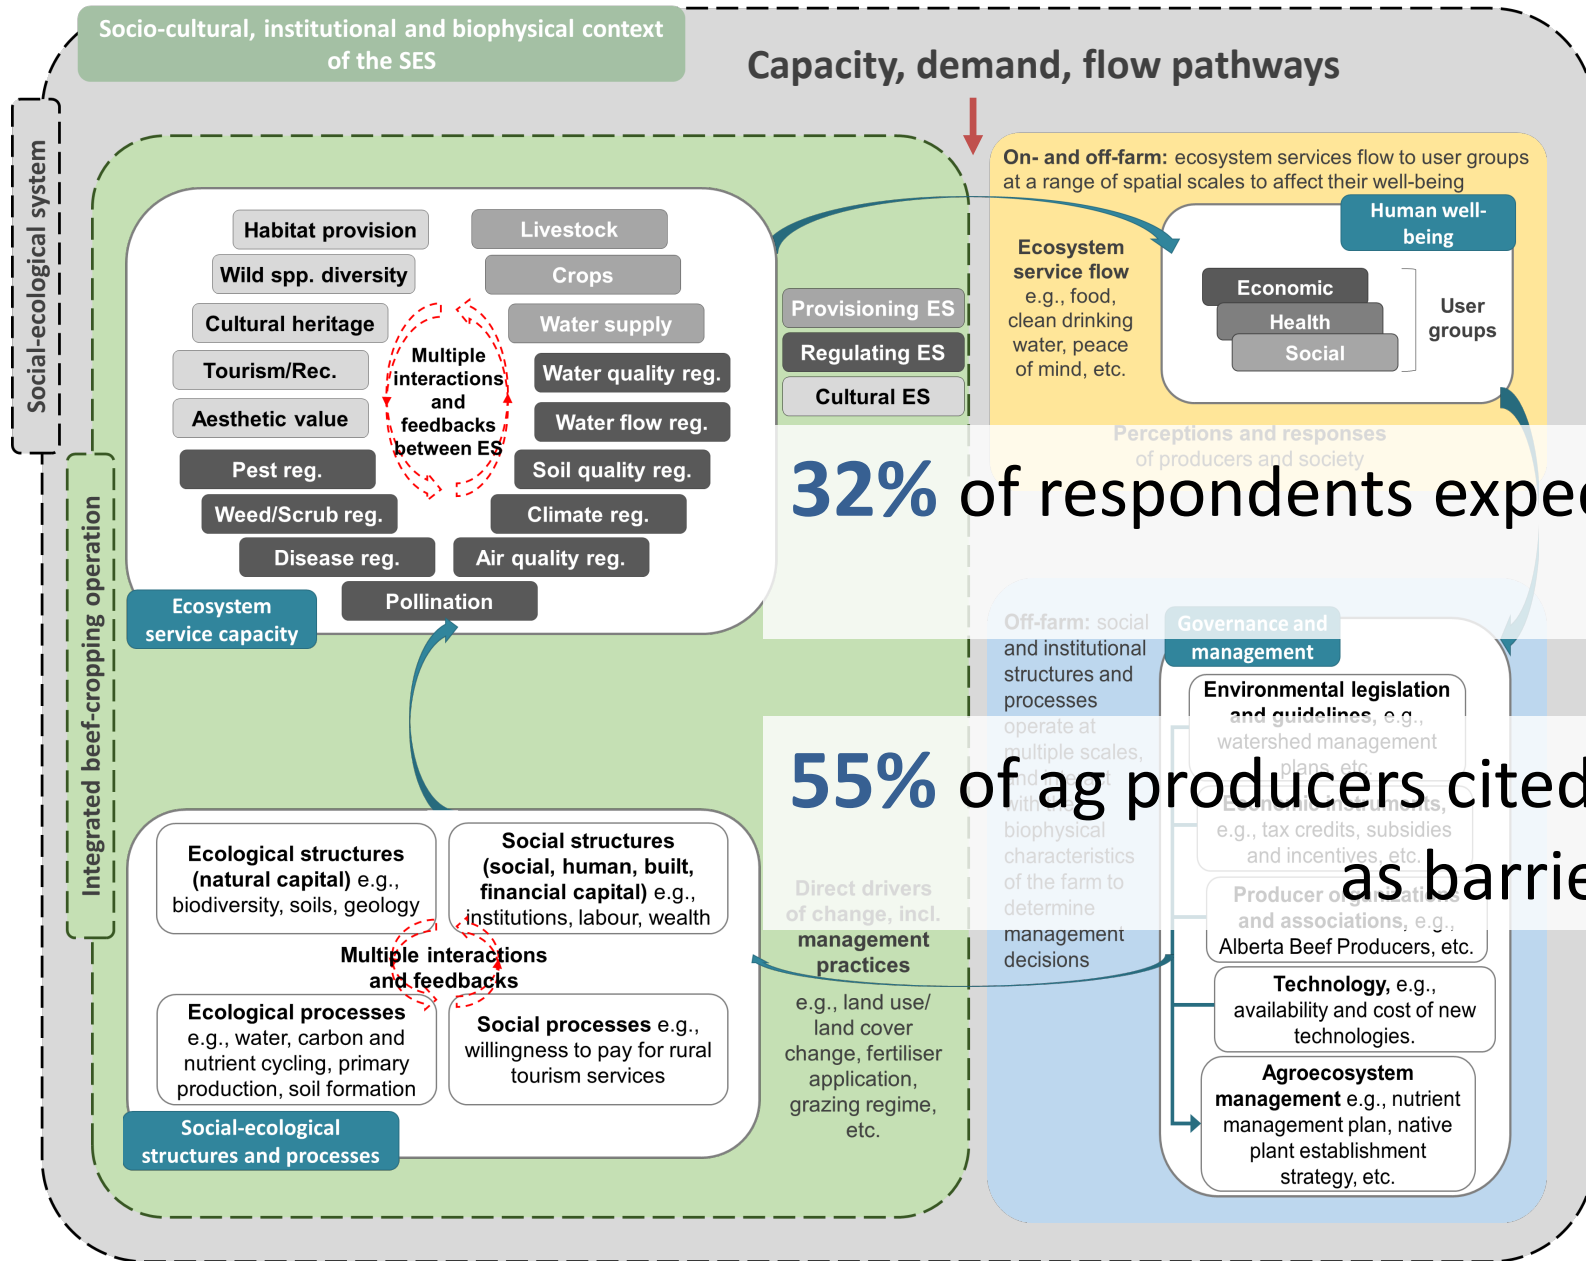 Socio-cultural, institutional and biophysical context
of the SES
Capacity, demand, flow pathways
Social-ecological system
Integrated beef-cropping operation
Habitat provision
Livestock
Wild spp. diversity
Crops
Cultural heritage
Water supply
Tourism/Rec.
Water quality reg.
Aesthetic value
Water flow reg.
Pest reg.
Soil quality reg.
Weed/Scrub reg.
Climate reg.
Disease reg.
Air quality reg.
Pollination
Multiple
interactions
and
feedbacks
between ES
Ecosystem
service capacity
Provisioning ES
Regulating ES
Cultural ES
On- and off-farm: ecosystem services flow to user groups
at a range of spatial scales to affect their well-being
Ecosystem
service flow
e.g., food,
clean drinking
water, peace
of mind, etc.
Human well-
being
Economic
Health
Social
User
groups
Perceptions and responses
of producers and society
32% of respondents
Off-farm: social
and institutional
structures and
processes
operate at
multiple scales,
and interact
with the
biophysical
characteristics
of the farm to
determine
management
decisions
Governance and
management
Environmental legislation
and guidelines, e.g.,
watershed management
plans, etc.
55% of ag producers cited
as
Economic instruments,
e.g., tax credits, subsidies
and incentives, etc.
Producer organizations
and associations, e.g.,
Alberta Beef Producers, etc.
Technology, e.g.,
availability and cost of new
technologies.
Agroecosystem
management e.g., nutrient
management plan, native
plant establishment
strategy, etc.
Direct drivers
of change, incl.
management
practices
e.g., land use/
land cover
change, fertiliser
application,
grazing regime,
etc.
Ecological structures
(natural capital) e.g.,
biodiversity, soils, geology
Social structures
(social, human, built,
financial capital) e.g.,
institutions, labour, wealth
Multiple interactions
and feedbacks
Ecological processes
e.g., water, carbon and
nutrient cycling, primary
production, soil formation
Social processes e.g.,
willingness to pay for rural
tourism services
Social-ecological
structures and processes